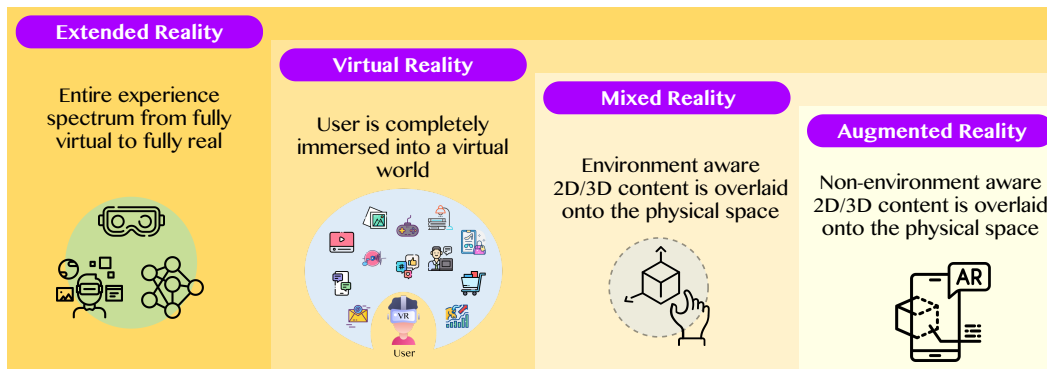 Extended Reality
Entire experience
spectrum from fully
virtual to fully real
Virtual Reality
User is completely
immersed into a virtual
world
VR
User
Mixed Reality
Environment aware
2D/3D content is overlaid
onto the physical space
Augmented Reality
Non-environment aware
2D/3D content is overlaid
onto the physical space
AR